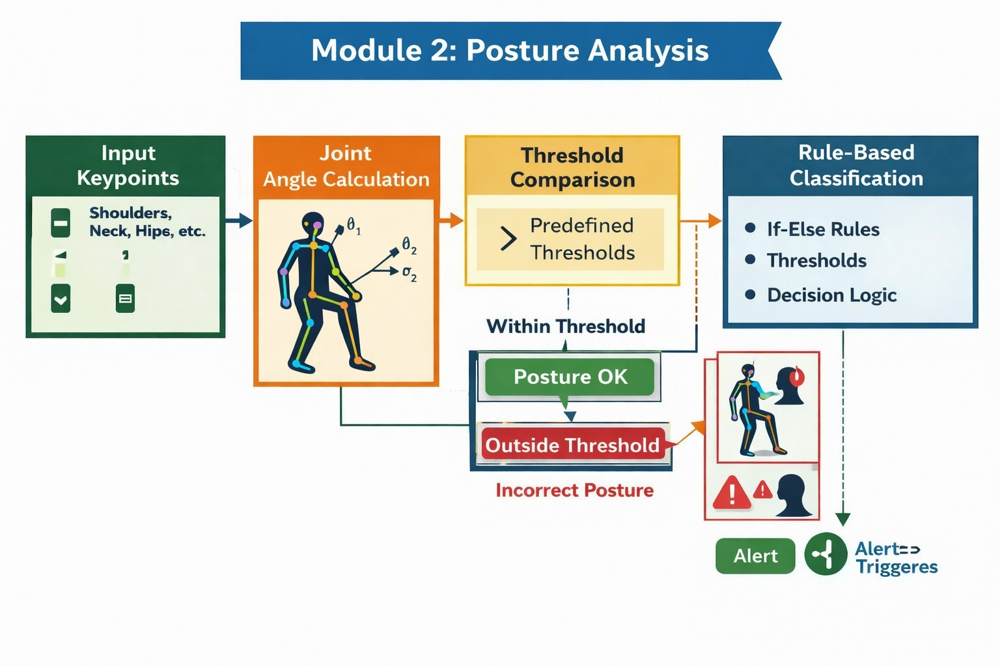 Module 2: Posture Analysis
Input
Keypoints
Shoulders,
Neck, Hips, etc.
Joint
Angle Calculation
θ1
θ2
σ2
Threshold
Comparison
Predefined
Thresholds
Rule-Based
Classification
If-Else Rules
Thresholds
Decision Logic
Within Threshold
Posture OK
Outside Threshold
Incorrect Posture
Alert
Alert
Triggeres